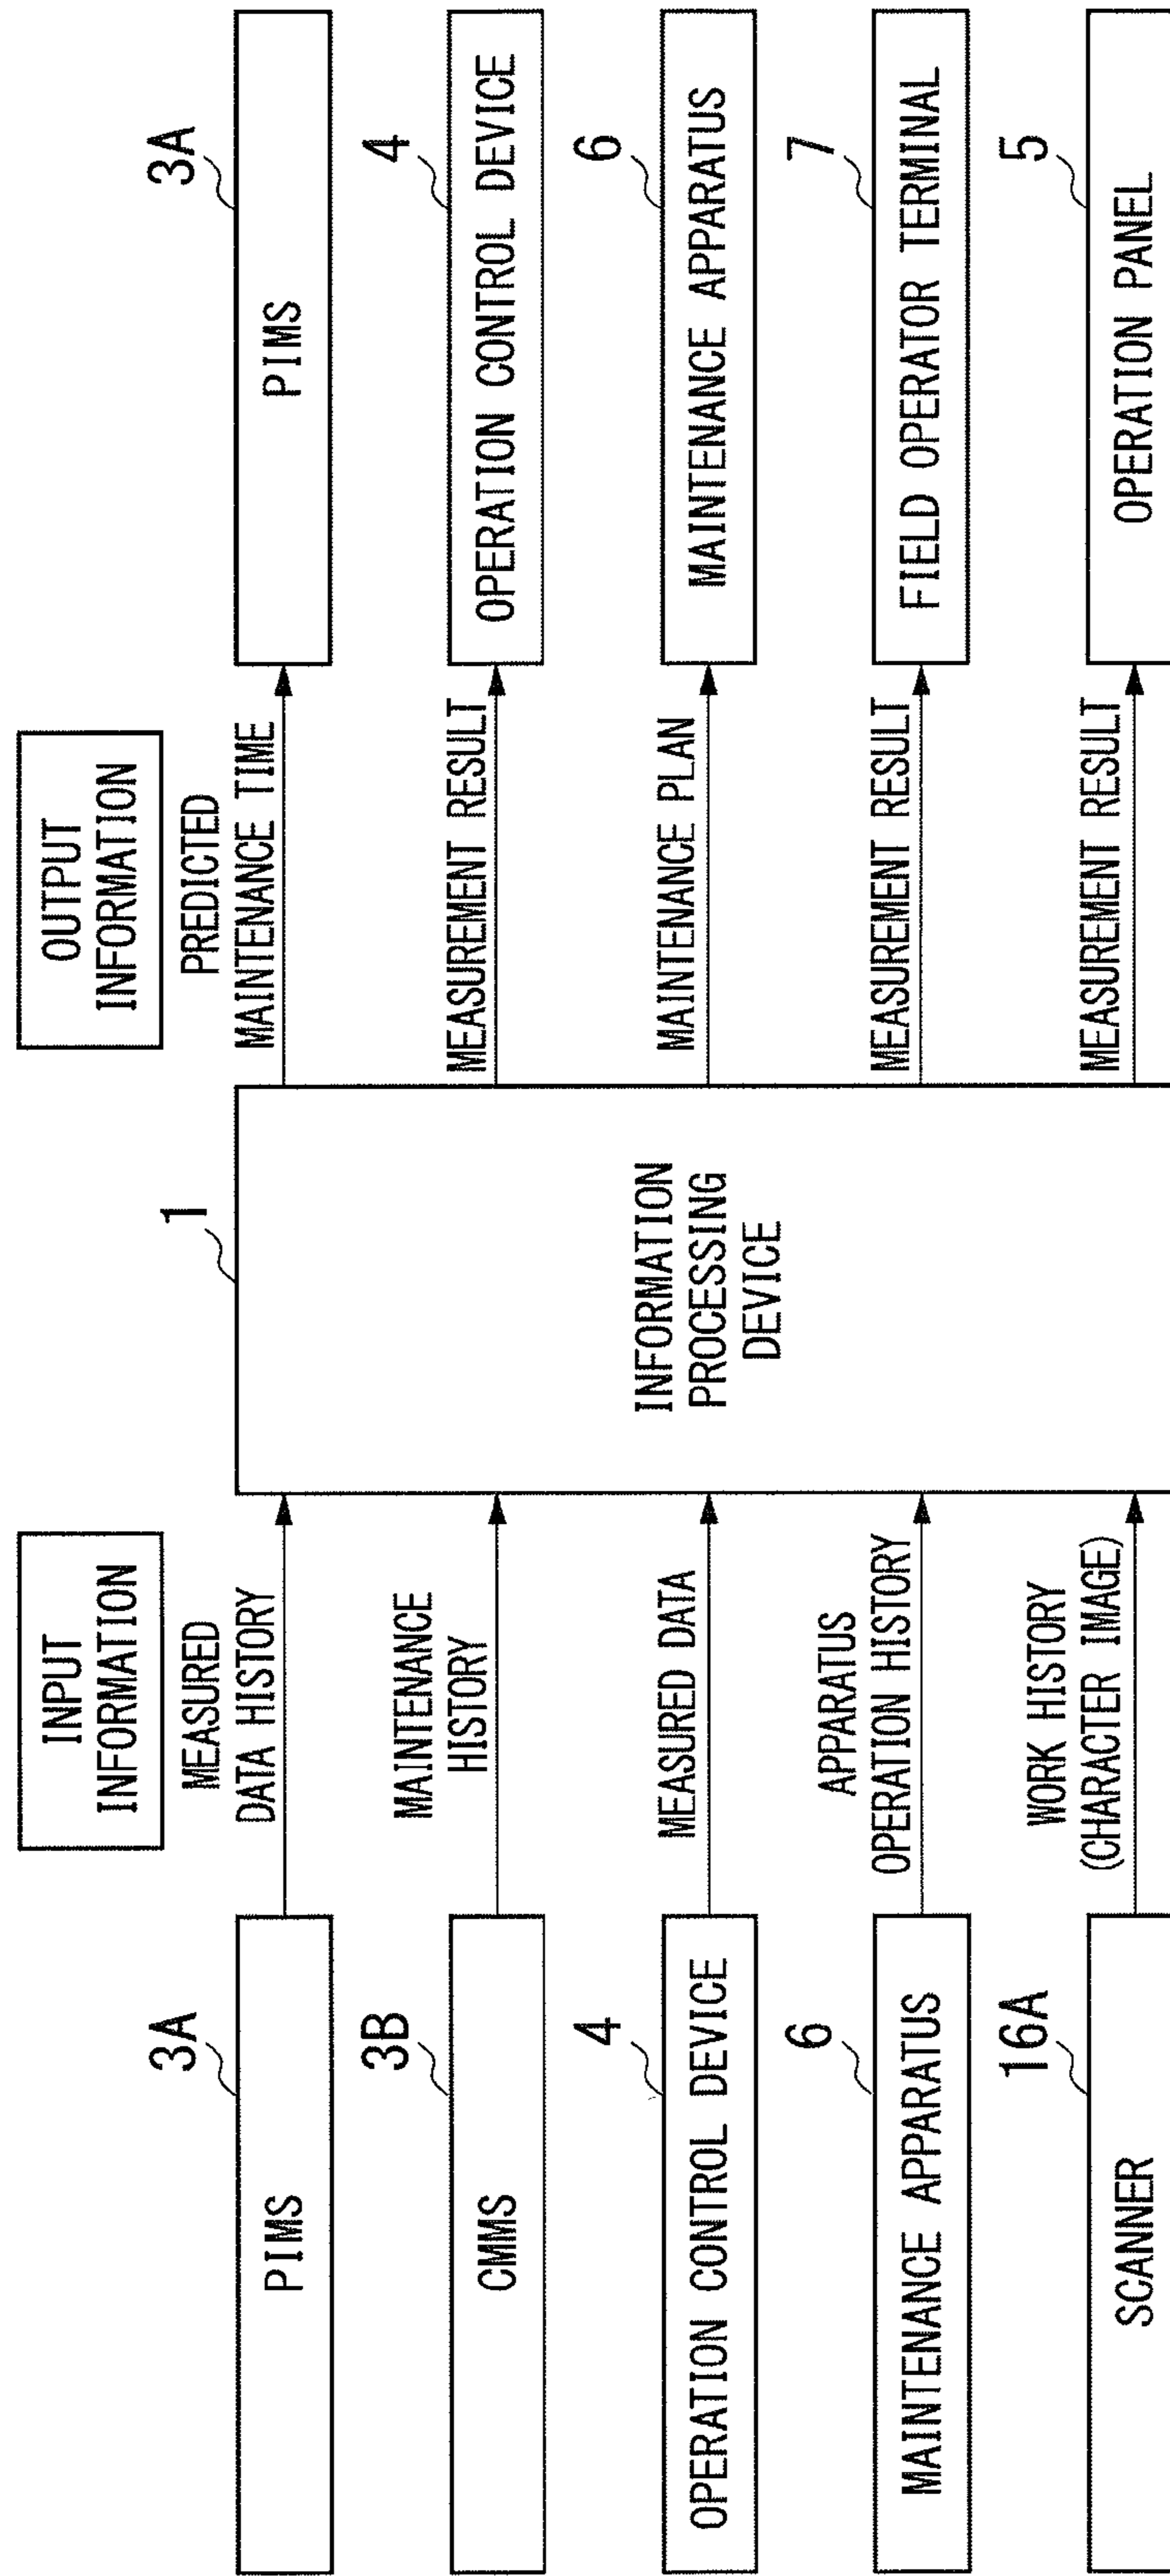 INPUT
INFORMATION
OUTPUT
INFORMATION
3A
PIMS
MEASURED
DATA HISTORY
3B
CMMS
MAINTENANCE
HISTORY
4
OPERATION CONTROL DEVICE
MEASURED DATA
6
MAINTENANCE APPARATUS
APPARATUS
OPERATION HISTORY
16A
SCANNER
WORK HISTORY
(CHARACTER IMAGE)
1
INFORMATION
PROCESSING
DEVICE
PREDICTED
MAINTENANCE TIME
3A
PIMS
MEASUREMENT RESULT
4
OPERATION CONTROL DEVICE
MAINTENANCE PLAN
6
MAINTENANCE APPARATUS
MEASUREMENT RESULT
7
FIELD OPERATOR TERMINAL
MEASUREMENT RESULT
5
OPERATION PANEL